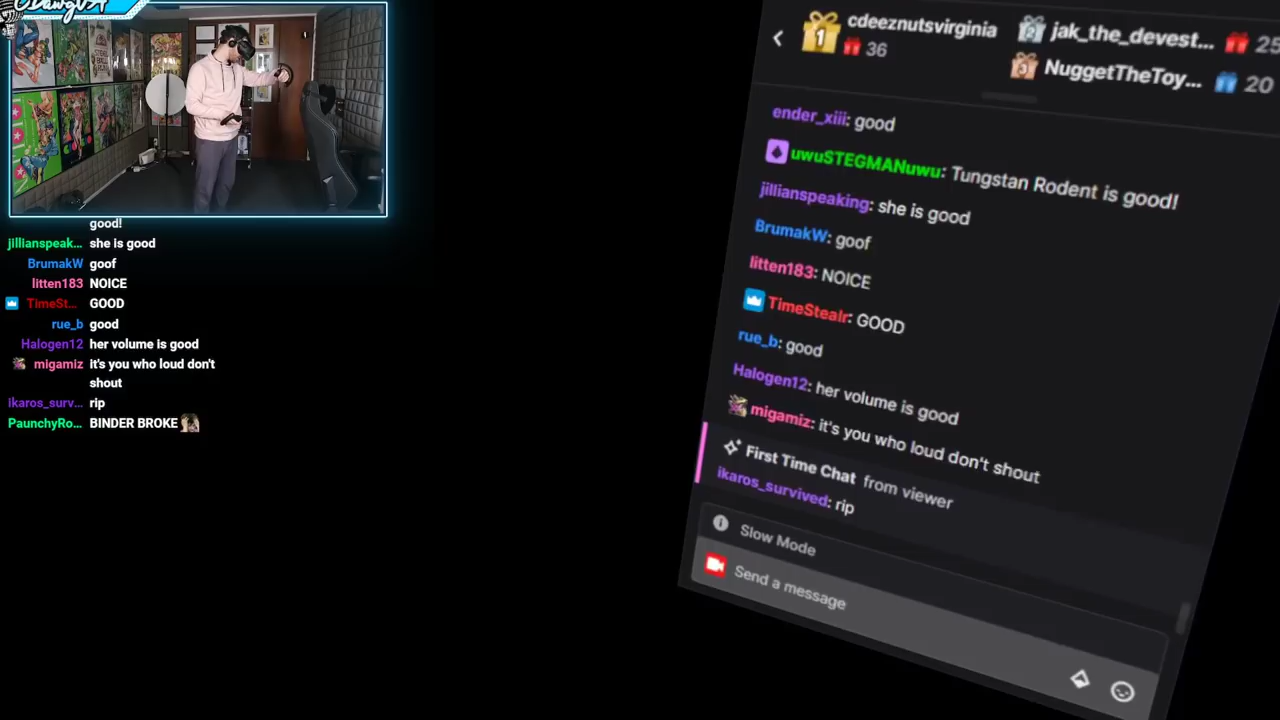 CDawgVA
good!
jillianspeak... she is good
BrumakW goof
litten183 NOICE
TimeSt... GOOD
rue_b good
Halogen12 her volume is good
migamiz it's you who loud don't
shout
ikaros_surv... rip
PaunchyRo... BINDER BROKE
1 cdeeznutsvirginia
36
2 jak_the_devest... 25
3 NuggetTheToy... 20
ender_xiii: good
uwuSTEGMANuwu: Tungstan Rodent is good!
jillianspeaking: she is good
BrumakW: goof
litten183: NOICE
TimeStealr: GOOD
rue_b: good
Halogen12: her volume is good
migamiz: it's you who loud don't shout
First Time Chat from viewer
ikaros_survived: rip
Slow Mode
Send a message